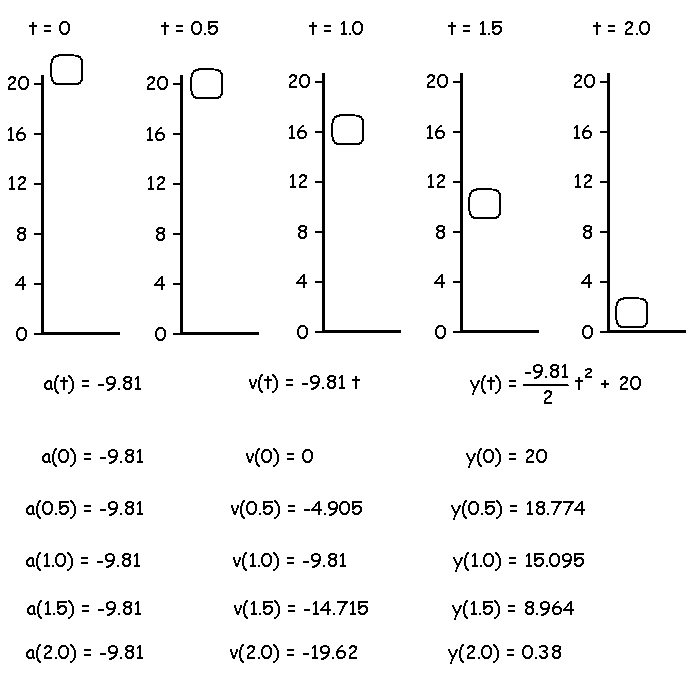 t = 0 t = 0.5 t = 1.0 t = 1.5 t = 2.0
20 20 20 20 20
16 16 16 16 16
12 12 12 12 12
8 8 8 8 8
4 4 4 4 4
0 0 0 0 0
a(t) = -9.81 v(t) = -9.81 t y(t) = -9.81/2 t² + 20
a(0) = -9.81 v(0) = 0 y(0) = 20
a(0.5) = -9.81 v(0.5) = -4.905 y(0.5) = 18.774
a(1.0) = -9.81 v(1.0) = -9.81 y(1.0) = 15.095
a(1.5) = -9.81 v(1.5) = -14.715 y(1.5) = 8.964
a(2.0) = -9.81 v(2.0) = -19.62 y(2.0) = 0.38